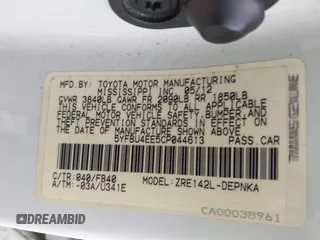 MFD. BY: TOYOTA MOTOR MANUFACTURING
MISSISSIPPI INC 05/12
GVWR 3840LB GAWR FR 2090LB RR 1850LB
THIS VEHICLE CONFORMS TO ALL APPLICABLE
FEDERAL MOTOR VEHICLE SAFETY, BUMPER, AND
THEFT PREVENTION STANDARDS IN EFFECT ON
THE DATE OF MANUFACTURE SHOWN ABOVE.
5YFBU4EE5CP044613 PASS.CAR
C/TR: 040/FB40 MODEL: ZRE142L-DEPNKA
A/TM: -03A/U341E
CA00038961
DREAMBID